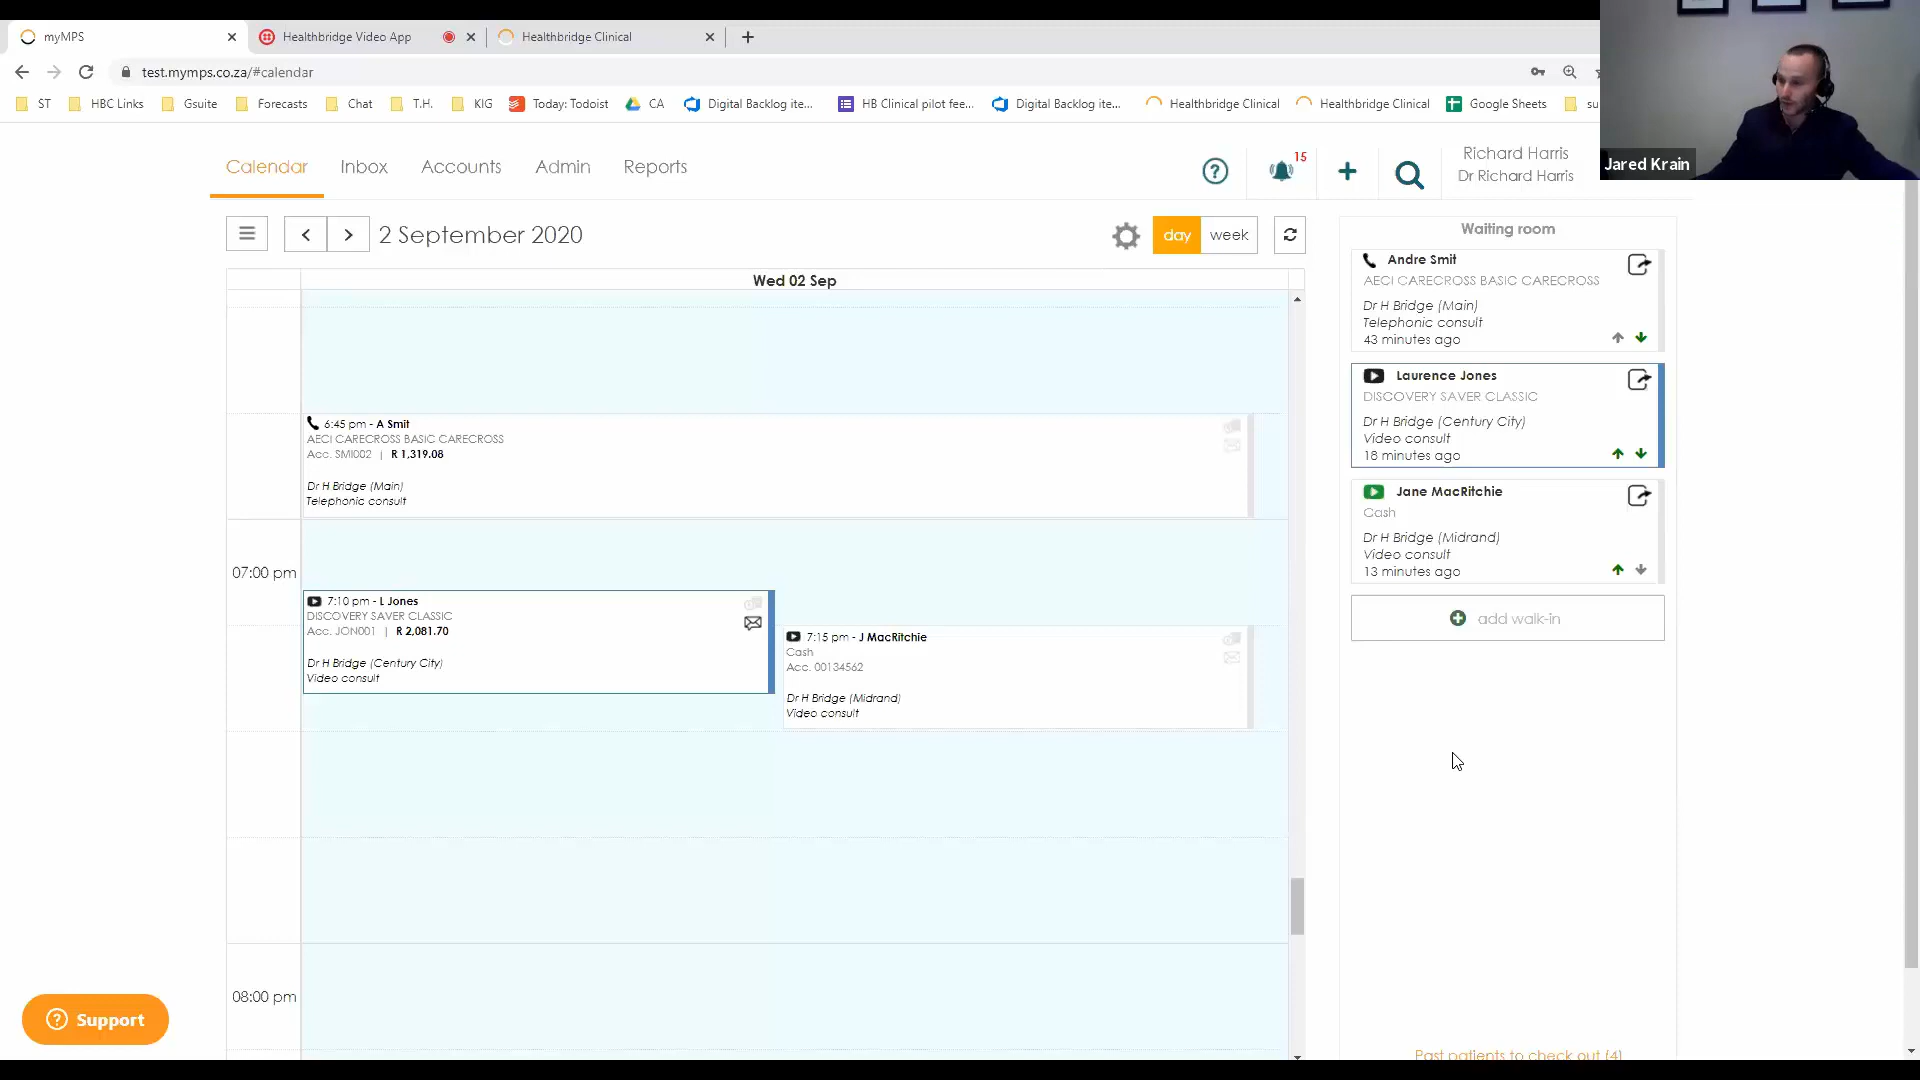 myMPS
Healthbridge Video App
Healthbridge Clinical
test.mymps.co.za/#calendar
ST
HBC Links
Gsuite
Forecasts
Chat
T.H.
KIG
Today: Todoist
CA
Digital Backlog ite...
HB Clinical pilot fee...
Digital Backlog ite...
Healthbridge Clinical
Healthbridge Clinical
Google Sheets
su
Jared Krain
Calendar
Inbox
Accounts
Admin
Reports
15
Richard Harris
Dr Richard Harris
2 September 2020
day
week
Wed 02 Sep
6:45 pm - A Smit
AECI CARECROSS BASIC CARECROSS
Acc. SMI002 | R 1,319.08
Dr H Bridge (Main)
Telephonic consult
07:00 pm
7:10 pm - L Jones
DISCOVERY SAVER CLASSIC
Acc. JON001 | R 2,081.70
Dr H Bridge (Century City)
Video consult
7:15 pm - J MacRitchie
Cash
Acc. 00134562
Dr H Bridge (Midrand)
Video consult
08:00 pm
Waiting room
Andre Smit
AECI CARECROSS BASIC CARECROSS
Dr H Bridge (Main)
Telephonic consult
43 minutes ago
Laurence Jones
DISCOVERY SAVER CLASSIC
Dr H Bridge (Century City)
Video consult
18 minutes ago
Jane MacRitchie
Cash
Dr H Bridge (Midrand)
Video consult
13 minutes ago
add walk-in
Past patients to check out (4)
Support